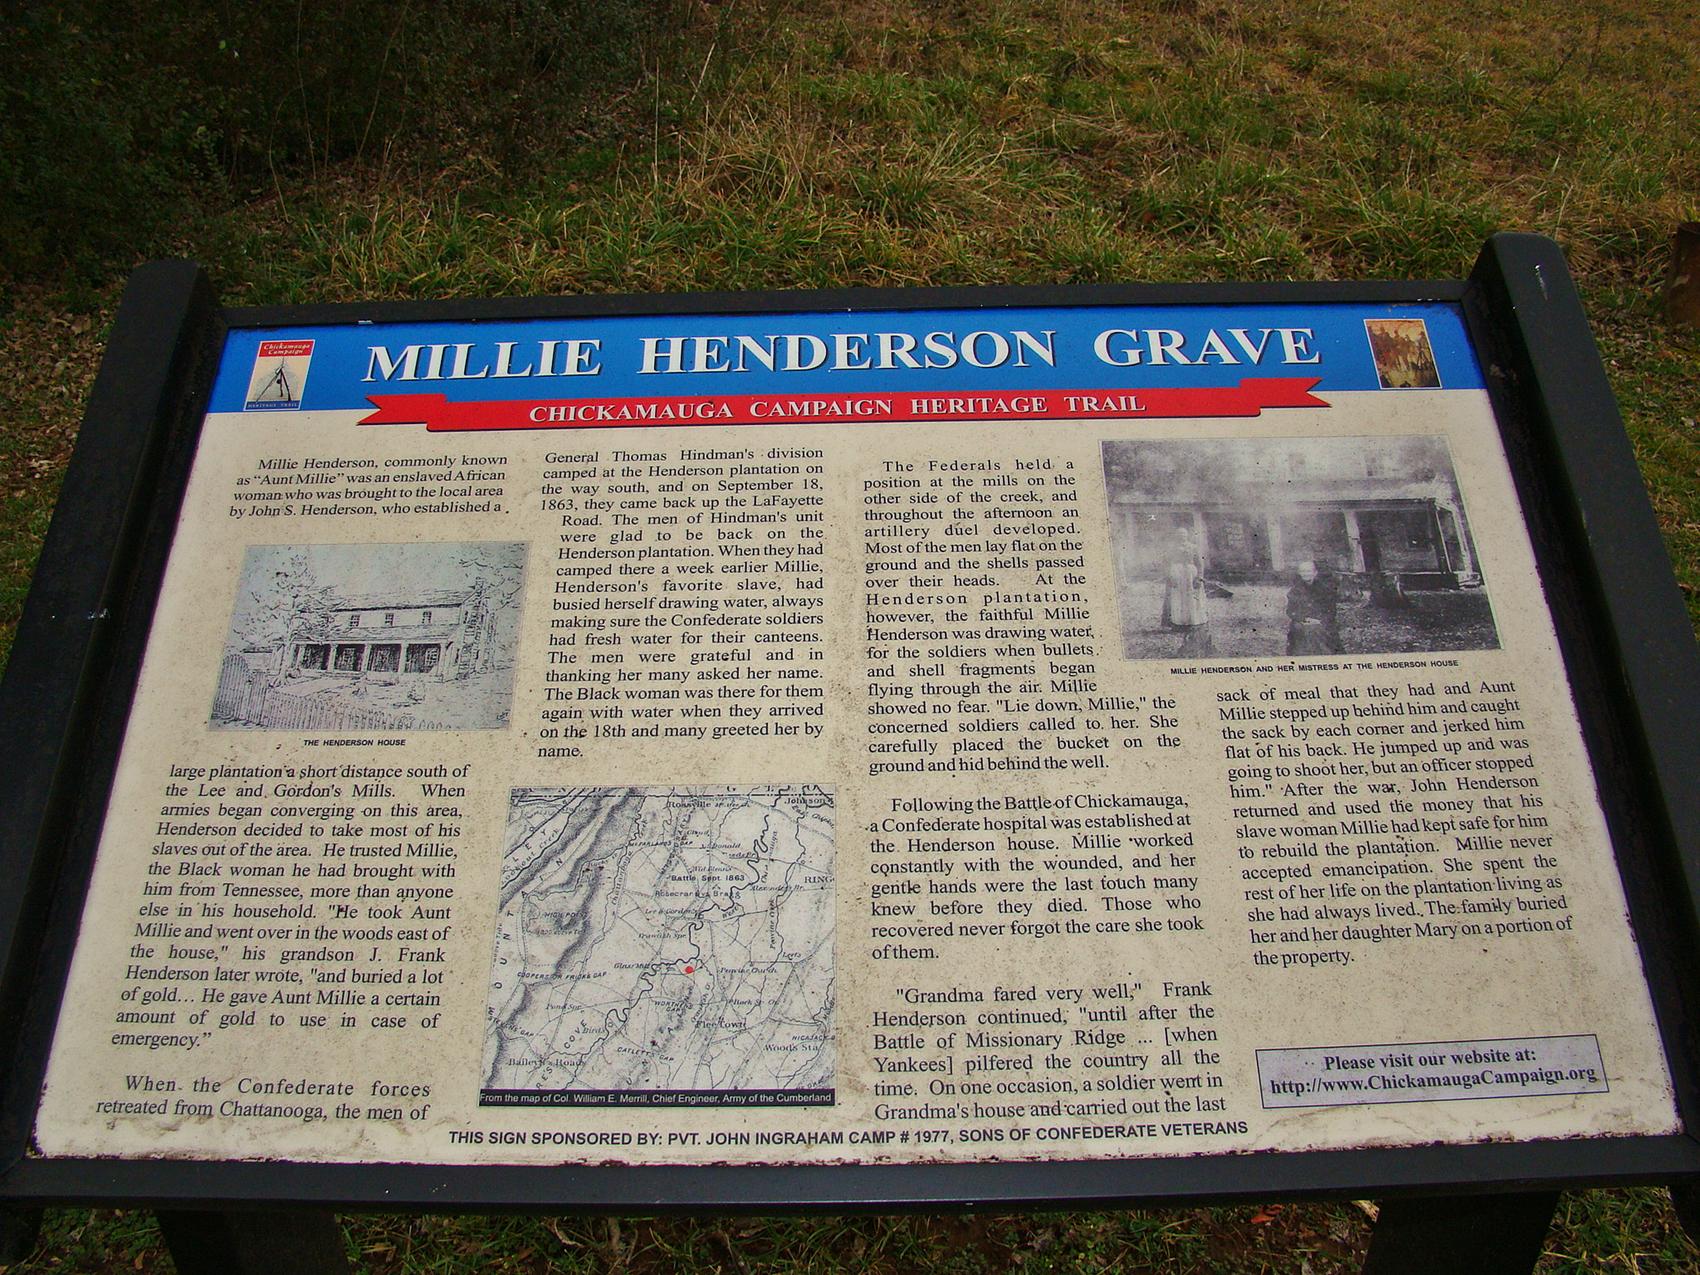 MILLIE HENDERSON GRAVE
Chickamauga
Campaign
HERITAGE TRAIL
CHICKAMAUGA CAMPAIGN HERITAGE TRAIL
Millie Henderson, commonly known
as “Aunt Millie” was an enslaved African
woman who was brought to the local area
by John S. Henderson, who established a
THE HENDERSON HOUSE
large plantation a short distance south of
the Lee and Gordon's Mills. When
armies began converging on this area,
Henderson decided to take most of his
slaves out of the area. He trusted Millie,
the Black woman he had brought with
him from Tennessee, more than anyone
else in his household. "He took Aunt
Millie and went over in the woods east of
the house," his grandson J. Frank
Henderson later wrote, "and buried a lot
of gold... He gave Aunt Millie a certain
amount of gold to use in case of
emergency.”
When the Confederate forces
retreated from Chattanooga, the men of
General Thomas Hindman's division
camped at the Henderson plantation on
the way south, and on September 18,
1863, they came back up the LaFayette
Road. The men of Hindman's unit
were glad to be back on the
Henderson plantation. When they had
camped there a week earlier Millie,
Henderson's favorite slave, had
busied herself drawing water, always
making sure the Confederate soldiers
had fresh water for their canteens.
The men were grateful and in
thanking her many asked her name.
The Black woman was there for them
again with water when they arrived
on the 18th and many greeted her by
name.
Rossville
Johnson
McDonald
Battle Sept. 1863
RING
Rosecrans & Bragg
HIGH POINT
COOPERS OR FRICKS GAP
Pond Spr.
Bird
CATLETTS GAP
Woods Sta.
Bailey's X Roads
From the map of Col. William E. Merrill, Chief Engineer, Army of the Cumberland
The Federals held a
position at the mills on the
other side of the creek, and
throughout the afternoon an
artillery duel developed.
Most of the men lay flat on the
ground and the shells passed
over their heads. At the
Henderson plantation,
however, the faithful Millie
Henderson was drawing water
for the soldiers when bullets
and shell fragments began
flying through the air. Millie
showed no fear. "Lie down, Millie," the
concerned soldiers called to her. She
carefully placed the bucket on the
ground and hid behind the well.
Following the Battle of Chickamauga,
a Confederate hospital was established at
the Henderson house. Millie worked
constantly with the wounded, and her
gentle hands were the last touch many
knew before they died. Those who
recovered never forgot the care she took
of them.
"Grandma fared very well," Frank
Henderson continued, "until after the
Battle of Missionary Ridge ... [when
Yankees] pilfered the country all the
time. On one occasion, a soldier went in
Grandma's house and carried out the last
MILLIE HENDERSON AND HER MISTRESS AT THE HENDERSON HOUSE
sack of meal that they had and Aunt
Millie stepped up behind him and caught
the sack by each corner and jerked him
flat of his back. He jumped up and was
going to shoot her, but an officer stopped
him." After the war, John Henderson
returned and used the money that his
slave woman Millie had kept safe for him
to rebuild the plantation. Millie never
accepted emancipation. She spent the
rest of her life on the plantation living as
she had always lived. The family buried
her and her daughter Mary on a portion of
the property.
Please visit our website at:
http://www.ChickamaugaCampaign.org
THIS SIGN SPONSORED BY: PVT. JOHN INGRAHAM CAMP # 1977, SONS OF CONFEDERATE VETERANS